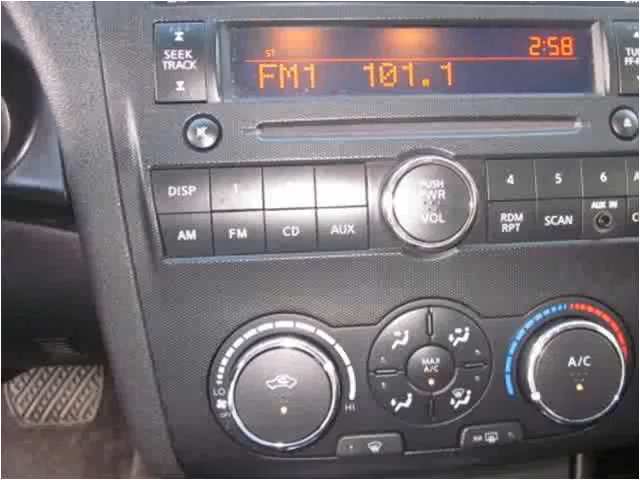 SEEK
TRACK
ST
2:58
FM1 101.1
DISP
1
PUSH
PWR
VOL
4
5
6
AM
FM
CD
AUX
RDM
RPT
SCAN
AUX IN
LO
HI
MAX
A/C
A/C